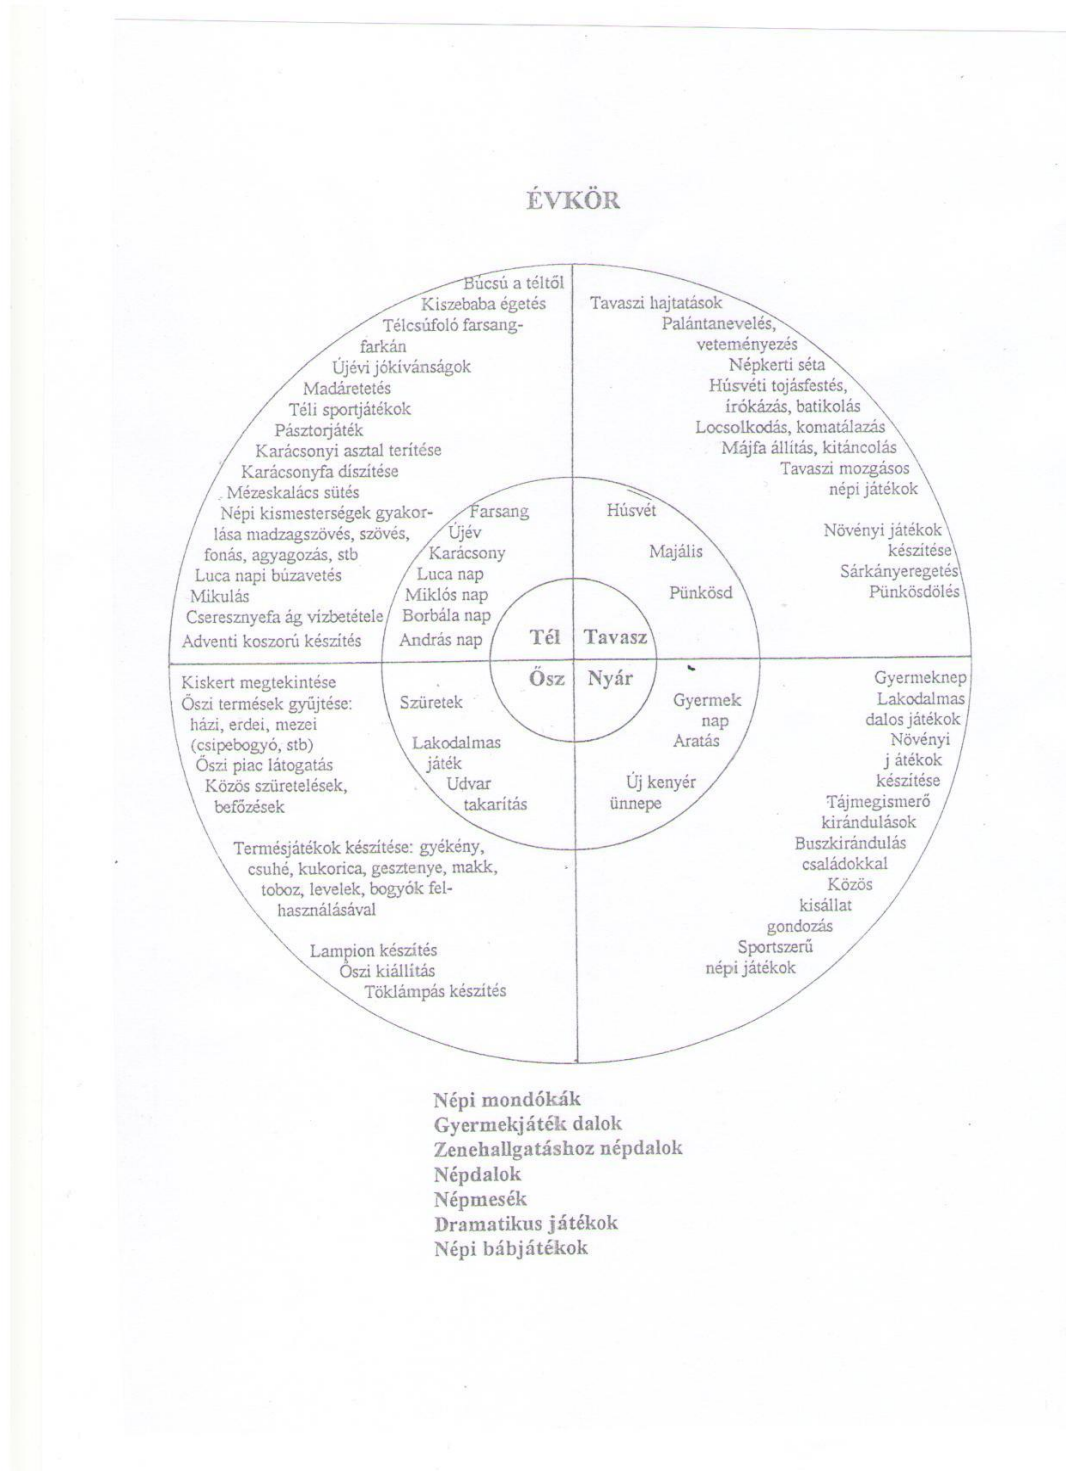 ÉVKÖR
Búcsú a téltől
Kiszebaba égetés
Télcsúfoló farsang-
farkán
Újévi jókívánságok
Madáretetés
Téli sportjátékok
Pásztorjáték
Karácsonyi asztal terítése
Karácsonyfa díszítése
Mézeskalács sütés
Népi kismesterségek gyakor-
lása madzagszövés, szövés,
fonás, agyagozás, stb
Luca napi búzavetés
Mikulás
Cseresznyefa ág vízbetétele
Adventi koszorú készítés
Farsang
Újév
Karácsony
Luca nap
Miklós nap
Borbála nap
András nap
Tél
Tavaszi hajtatások
Palántanevelés,
veteményezés
Népkerti séta
Húsvéti tojásfestés,
írókázás, batikolás
Locsolkodás, komatálazás
Májfa állítás, kitáncolás
Tavaszi mozgásos
népi játékok
Növényi játékok
készítése
Sárkányeregetés
Pünkösdölés
Húsvét
Majális
Pünkösd
Tavasz
Kiskert megtekintése
Őszi termések gyűjtése:
házi, erdei, mezei
(csipebogyó, stb)
Őszi piac látogatás
Közös szüretelések,
befőzések
Termésjátékok készítése: gyékény,
csuhé, kukorica, gesztenye, makk,
toboz, levelek, bogyók fel-
használásával
Lampion készítés
Őszi kiállítás
Töklámpás készítés
Szüretek
Lakodalmas
játék
Udvar
takarítás
Ősz
Nyár
Gyermek
nap
Aratás
Új kenyér
ünnepe
Gyermeknep
Lakodalmas
dalos játékok
Növényi
j átékok
készítése
Tájmegismerő
kirándulások
Buszkirándulás
családokkal
Közös
kisállat
gondozás
Sportszerű
népi játékok
Népi mondókák
Gyermekjáték dalok
Zenehallgatáshoz népdalok
Népdalok
Népmesék
Dramatikus játékok
Népi bábjátékok